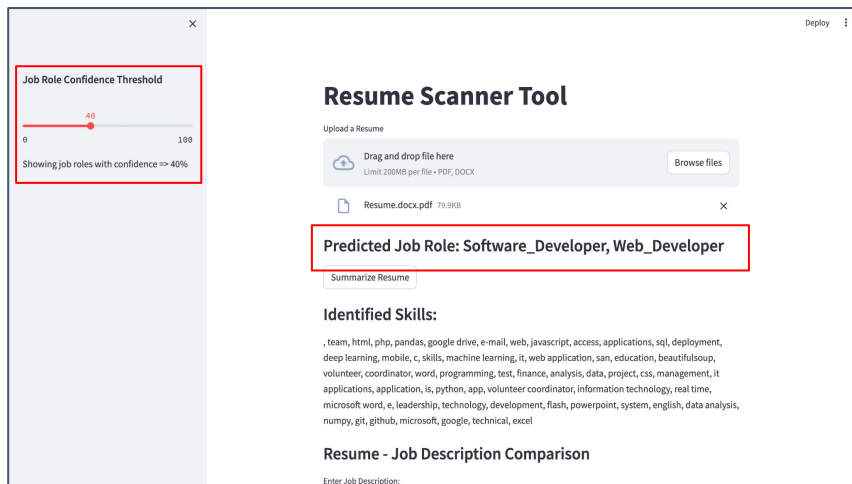 ×
Deploy
Job Role Confidence Threshold
40
0 100
Showing job roles with confidence => 40%
Resume Scanner Tool
Upload a Resume
Drag and drop file here
Limit 200MB per file • PDF, DOCX
Browse files
Resume.docx.pdf 79.9KB ×
Predicted Job Role: Software_Developer, Web_Developer
Summarize Resume
Identified Skills:
, team, html, php, pandas, google drive, e-mail, web, javascript, access, applications, sql, deployment,
deep learning, mobile, c, skills, machine learning, it, web application, san, education, beautifulsoup,
volunteer, coordinator, word, programming, test, finance, analysis, data, project, css, management, it
applications, application, is, python, app, volunteer coordinator, information technology, real time,
microsoft word, e, leadership, technology, development, flash, powerpoint, system, english, data analysis,
numpy, git, github, microsoft, google, technical, excel
Resume - Job Description Comparison
Enter Job Description: